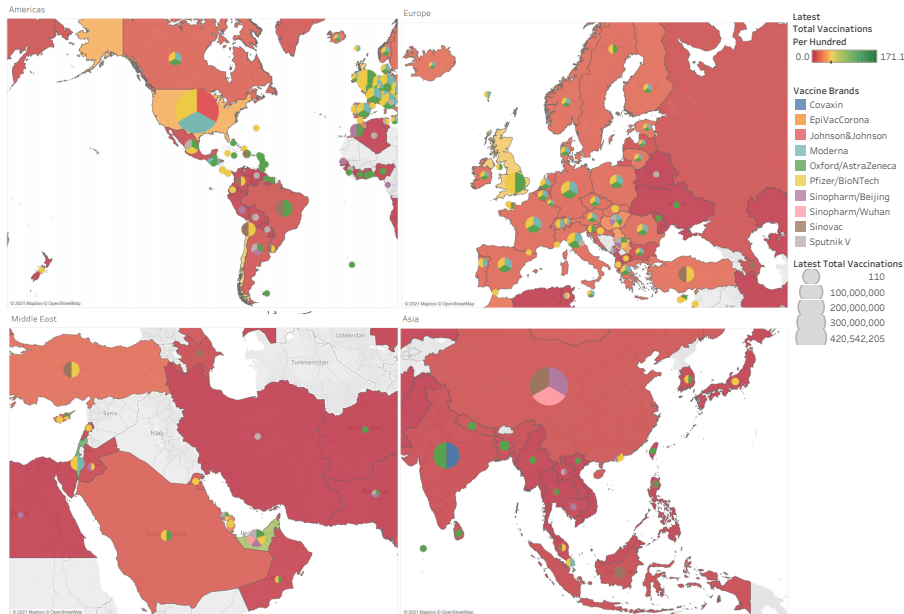 Americas
© 2021 Mapbox © OpenStreetMap
Europe
© 2021 Mapbox © OpenStreetMap
Latest
Total Vaccinations
Per Hundred
0.0
171.1
Vaccine Brands
Covaxin
EpiVacCorona
Johnson&Johnson
Moderna
Oxford/AstraZeneca
Pfizer/BioNTech
Sinopharm/Beijing
Sinopharm/Wuhan
Sinovac
Sputnik V
Latest Total Vaccinations
110
100,000,000
200,000,000
300,000,000
420,542,205
Middle East
Uzbekistan
Turkmenistan
Syria
Iraq
© 2021 Mapbox © OpenStreetMap
Asia
© 2021 Mapbox © OpenStreetMap